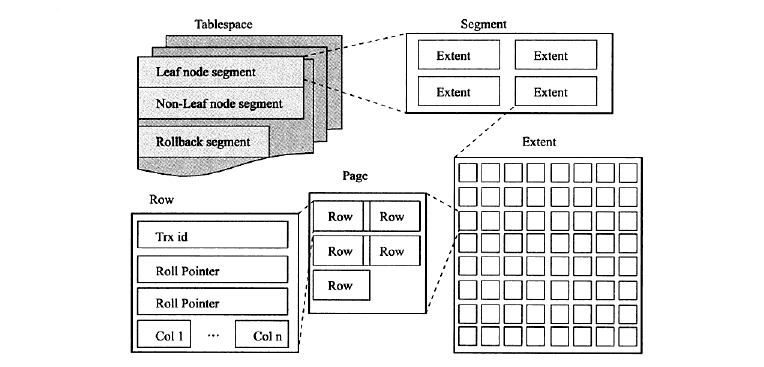 Tablespace
Segment
Leaf node segment
Non-Leaf node segment
Rollback segment
Extent Extent
Extent Extent
Extent
Page
Row Row
Row Row
Row
Row
Trx id
Roll Pointer
Roll Pointer
Col 1 ··· Col n